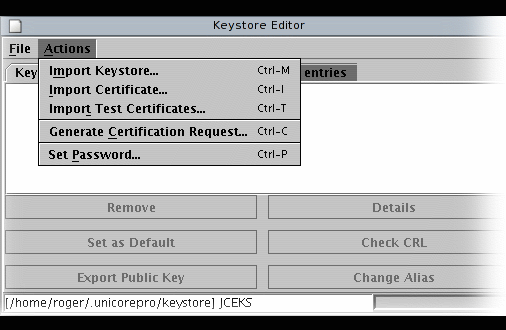 Keystore Editor
File Actions
Key entries
Import Keystore... Ctrl-M
Import Certificate... Ctrl-I
Import Test Certificates... Ctrl-T
Generate Certification Request... Ctrl-C
Set Password... Ctrl-P
Remove Details
Set as Default Check CRL
Export Public Key Change Alias
[/home/roger/.unicorepro/keystore] JCEKS